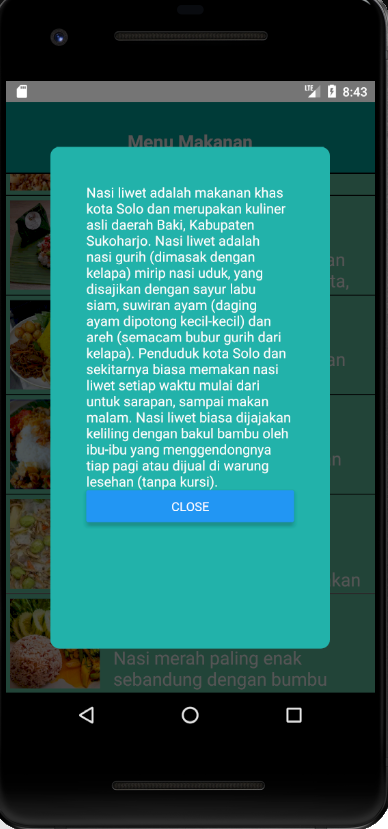 LTE 8:43
Menu Makanan
Nasi liwet adalah makanan khas
kota Solo dan merupakan kuliner
asli daerah Baki, Kabupaten
Sukoharjo. Nasi liwet adalah
nasi gurih (dimasak dengan
kelapa) mirip nasi uduk, yang
disajikan dengan sayur labu
siam, suwiran ayam (daging
ayam dipotong kecil-kecil) dan
areh (semacam bubur gurih dari
kelapa). Penduduk kota Solo dan
sekitarnya biasa memakan nasi
liwet setiap waktu mulai dari
untuk sarapan, sampai makan
malam. Nasi liwet biasa dijajakan
keliling dengan bakul bambu oleh
ibu-ibu yang menggendongnya
tiap pagi atau dijual di warung
lesehan (tanpa kursi).
CLOSE
Nasi merah paling enak
sebandung dengan bumbu